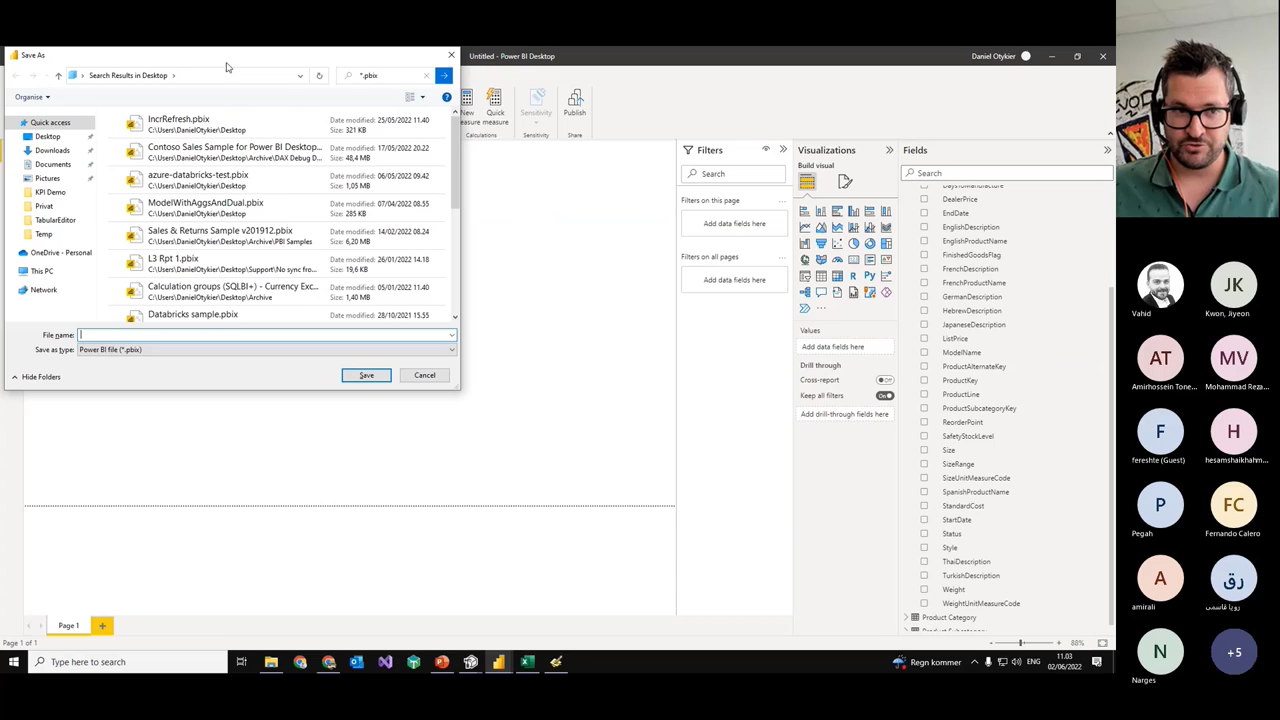 Save As
Search Results in Desktop
*.pbix
Organise
Quick access
Desktop
Downloads
Documents
Pictures
KPI Demo
Privat
TabularEditor
Temp
OneDrive - Personal
This PC
Network
IncrRefresh.pbix
C:\Users\DanielOtykier\Desktop
Date modified: 25/05/2022 11.40
Size: 321 KB
Contoso Sales Sample for Power BI Desktop...
C:\Users\DanielOtykier\Desktop\Archive\DAX Debug D...
Date modified: 17/05/2022 20.22
Size: 48,4 MB
azure-databricks-test.pbix
C:\Users\DanielOtykier\Desktop
Date modified: 06/05/2022 09.42
Size: 1,05 MB
ModelWithAggsAndDual.pbix
C:\Users\DanielOtykier\Desktop
Date modified: 07/04/2022 08.55
Size: 285 KB
Sales & Returns Sample v201912.pbix
C:\Users\DanielOtykier\Desktop\Archive\PBI Samples
Date modified: 14/02/2022 08.24
Size: 6,20 MB
L3 Rpt 1.pbix
C:\Users\DanielOtykier\Desktop\Support\No sync fro...
Date modified: 26/01/2022 14.18
Size: 19,6 KB
Calculation groups (SQLBI+) - Currency Exc...
C:\Users\DanielOtykier\Desktop\Archive
Date modified: 05/01/2022 11.40
Size: 1,40 MB
Databricks sample.pbix
Date modified: 28/10/2021 15.55
File name:
Save as type:
Power BI file (*.pbix)
Hide Folders
Save
Cancel
Untitled - Power BI Desktop
Daniel Otykier
New
measure
Quick
measure
Calculations
Sensitivity
Sensitivity
Publish
Share
Filters
Search
Filters on this page
Add data fields here
Filters on all pages
Add data fields here
Visualizations
Build visual
R
Py
Values
Add data fields here
Drill through
Cross-report
Off
Keep all filters
On
Add drill-through fields here
Fields
Search
DaysToManufacture
DealerPrice
EndDate
EnglishDescription
EnglishProductName
FinishedGoodsFlag
FrenchDescription
FrenchProductName
GermanDescription
HebrewDescription
JapaneseDescription
ListPrice
ModelName
ProductAlternateKey
ProductKey
ProductLine
ProductSubcategoryKey
ReorderPoint
SafetyStockLevel
Size
SizeRange
SizeUnitMeasureCode
SpanishProductName
StandardCost
StartDate
Status
Style
ThaiDescription
TurkishDescription
Weight
WeightUnitMeasureCode
Product Category
Product Subcategory
Page 1
Page 1 of 1
88%
Type here to search
Regn kommer
ENG
11.03
02/06/2022
Vahid
JK
Kwon, Jiyeon
AT
Amirhossein Tone...
MV
Mohammad Reza...
F
fereshte (Guest)
H
hesamshaikhahm...
P
Pegah
FC
Fernando Calero
A
amirali
رق
رویا قاسمی
N
Narges
+5